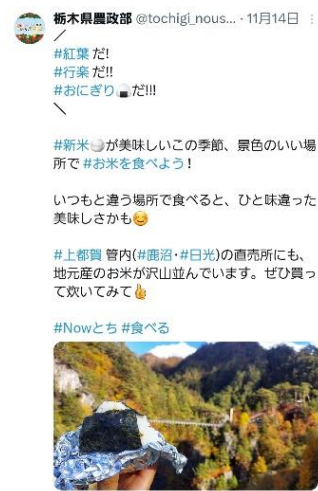 栃木県農政部 @tochigi_nous... · 11月14日
／
#紅葉 だ!
#行楽 だ!!
#おにぎり🍙だ!!!
＼
#新米🍚が美味しいこの季節、景色のいい場
所で #お米を食べよう !
いつもと違う場所で食べると、ひと味違った
美味しさかも😊
#上都賀 管内(#鹿沼・#日光)の直売所にも、
地元産のお米が沢山並んでいます。ぜひ買っ
て炊いてみて👍
#Nowとち #食べる